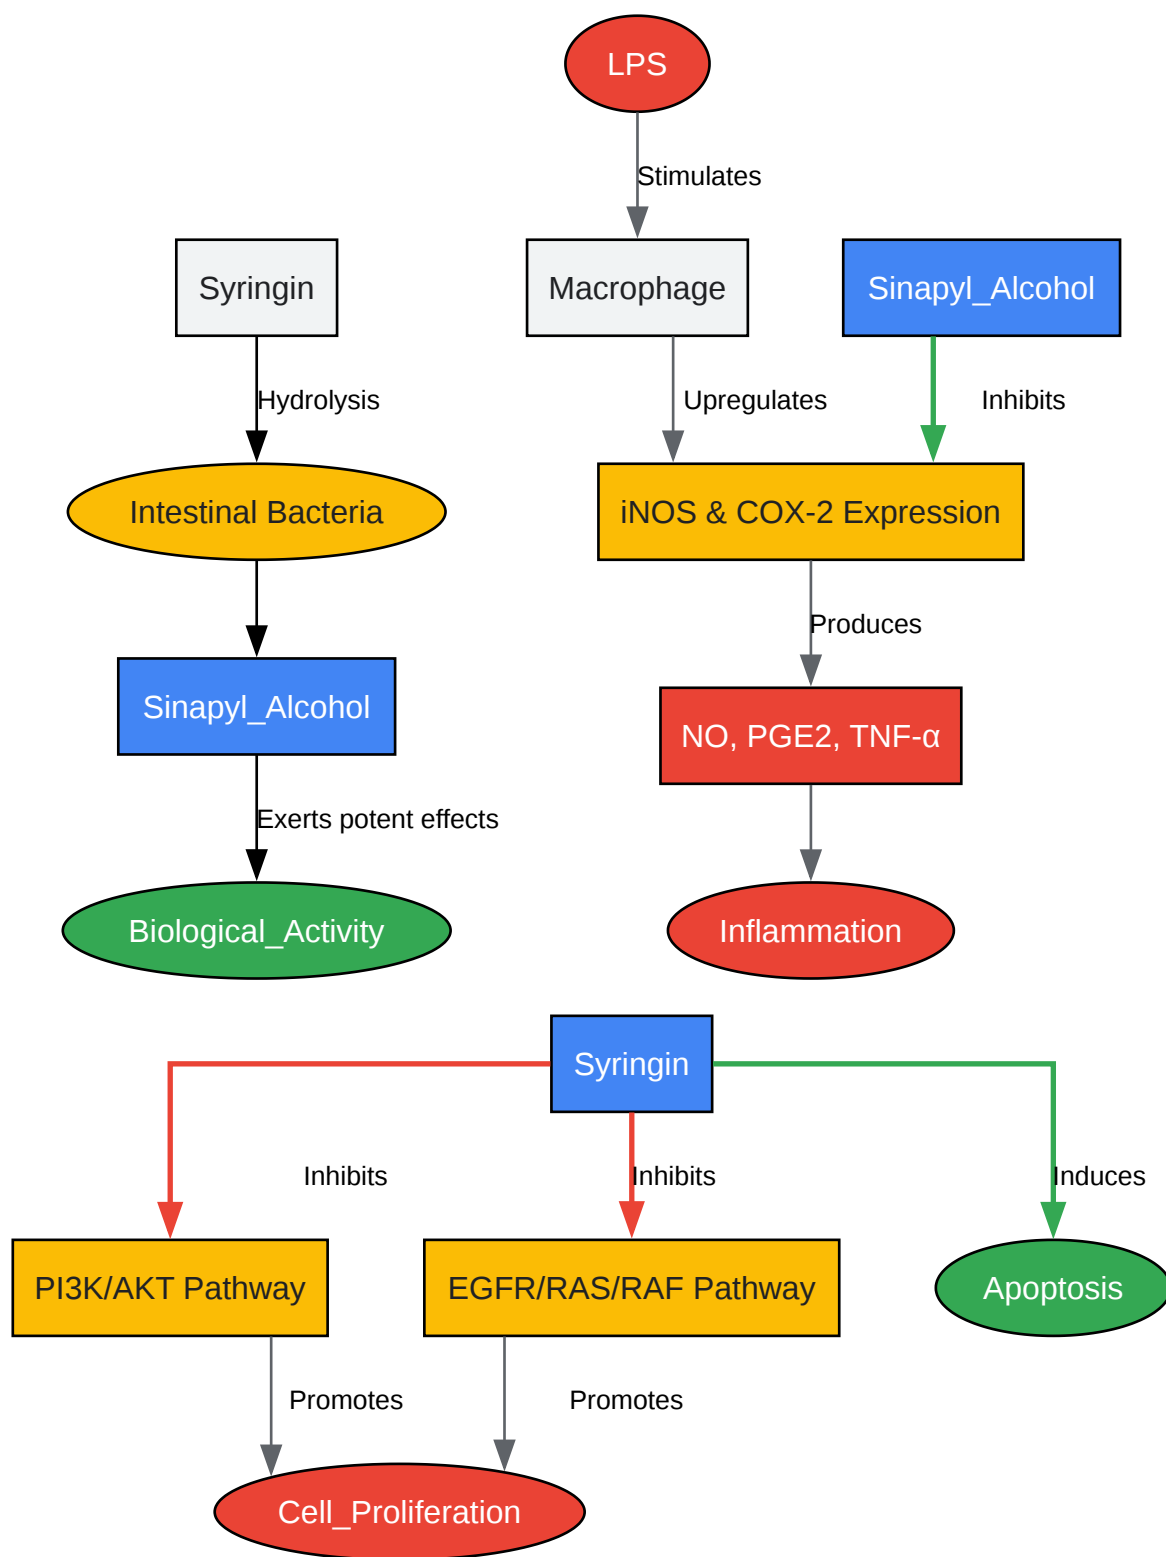 LPS
Stimulates
Syringin
Macrophage
Sinapyl_Alcohol
Hydrolysis
Upregulates
Inhibits
Intestinal Bacteria
iNOS & COX-2 Expression
Produces
Sinapyl_Alcohol
NO, PGE2, TNF-α
Exerts potent effects
Biological_Activity
Inflammation
Syringin
Inhibits
Inhibits
Induces
PI3K/AKT Pathway
EGFR/RAS/RAF Pathway
Apoptosis
Promotes
Promotes
Cell_Proliferation